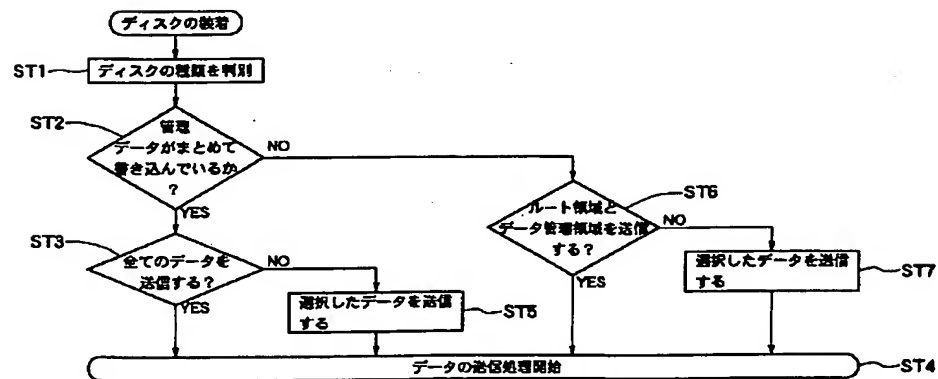 ディスクの装着
ST1
ディスクの種類を判別
ST2
管理
データがまとめて
書き込んでいるか
?
NO
YES
ST6
ルート領域と
データ管理領域を送信
する?
NO
YES
ST3
全てのデータを
送信する?
NO
YES
選択したデータを送信
する
ST7
選択したデータを送信
する
ST5
データの送信処理開始
ST4